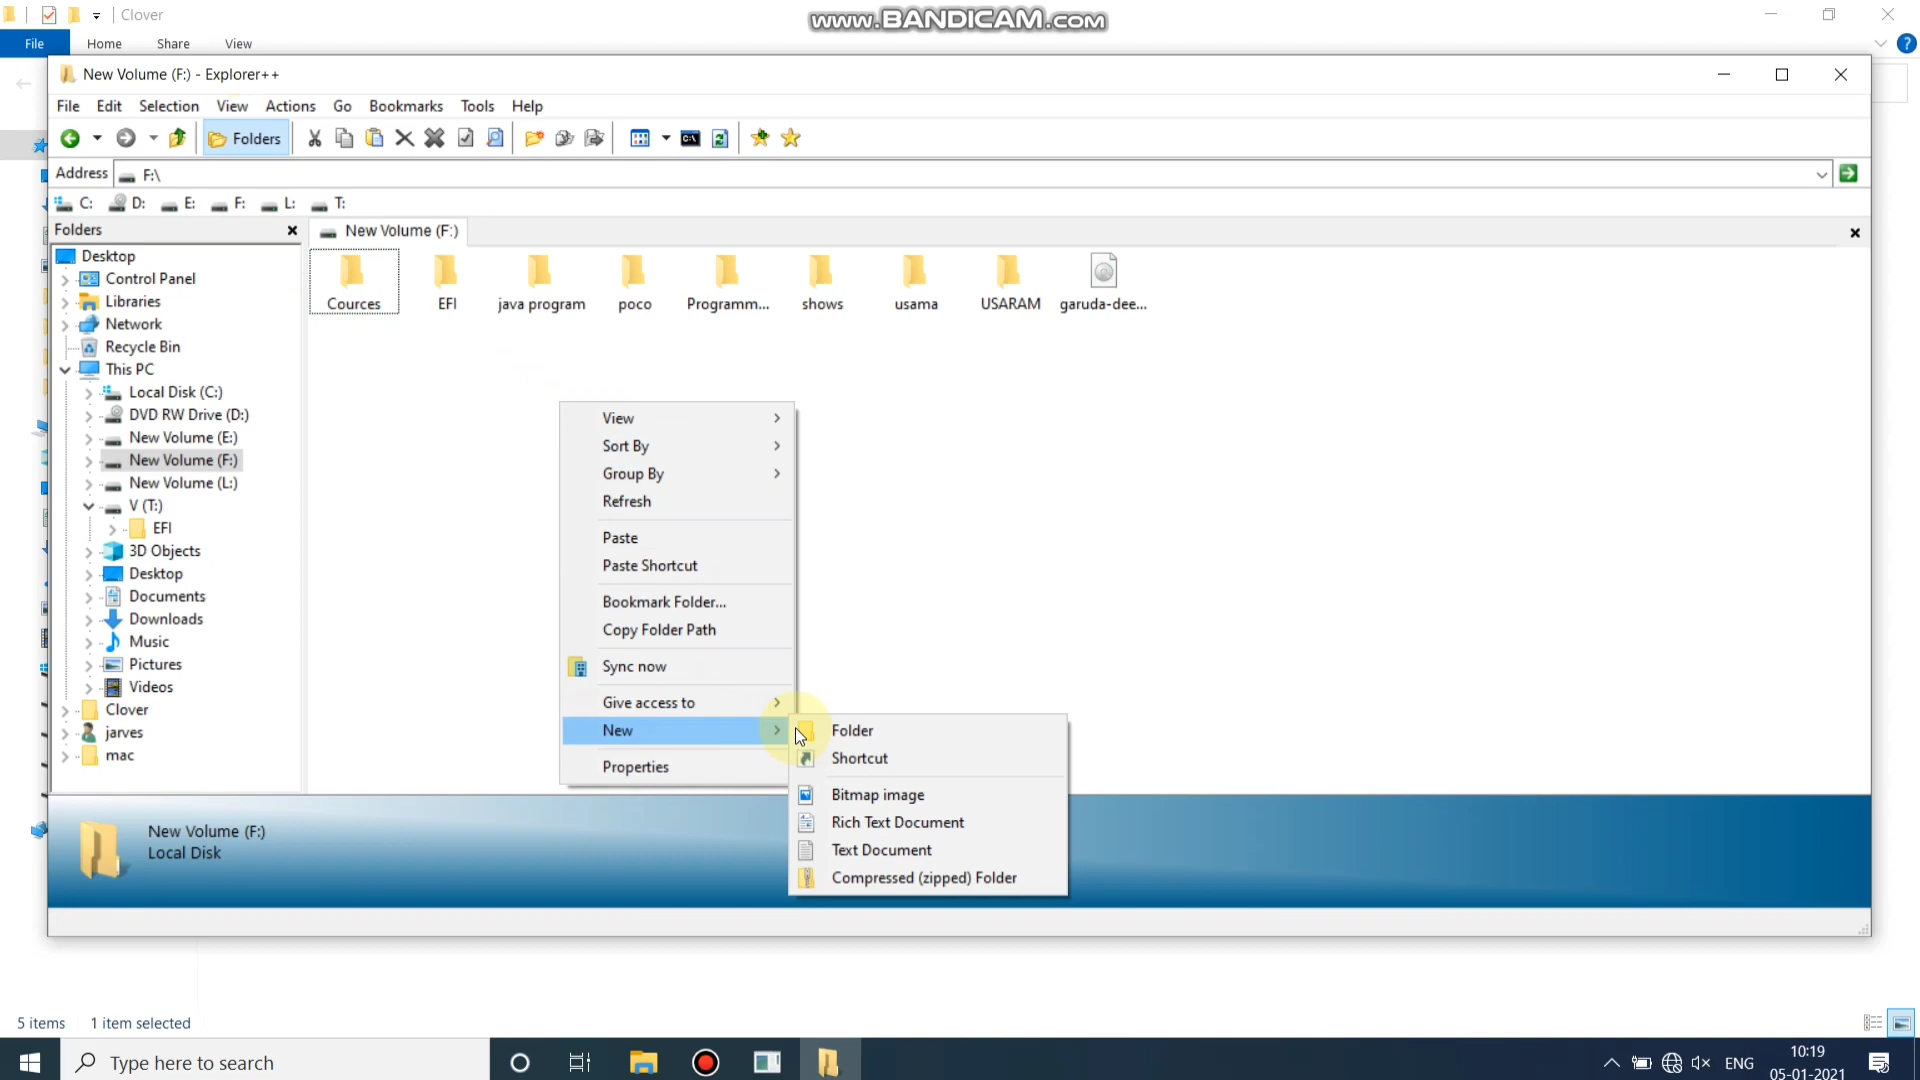 Clover
www.BANDICAM.com
File Home Share View
New Volume (F:) - Explorer++
File Edit Selection View Actions Go Bookmarks Tools Help
Folders
Address F:\
C: D: E: F: L: T:
Folders
New Volume (F:)
Desktop
Control Panel
Libraries
Network
Recycle Bin
This PC
Local Disk (C:)
DVD RW Drive (D:)
New Volume (E:)
New Volume (F:)
New Volume (L:)
V (T:)
EFI
3D Objects
Desktop
Documents
Downloads
Music
Pictures
Videos
Clover
jarves
mac
Cources EFI java program poco Programm... shows usama USARAM garuda-dee...
View
Sort By
Group By
Refresh
Paste
Paste Shortcut
Bookmark Folder...
Copy Folder Path
Sync now
Give access to
New
Properties
Folder
Shortcut
Bitmap image
Rich Text Document
Text Document
Compressed (zipped) Folder
New Volume (F:)
Local Disk
5 items 1 item selected
Type here to search
ENG
10:19
05-01-2021